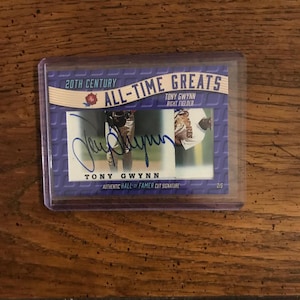 20TH CENTURY
ALL-TIME GREATS
TONY GWYNN
RIGHT FIELDER
Tony Gwynn
TONY GWYNN
AUTHENTIC HALL OF FAMER CUT SIGNATURE